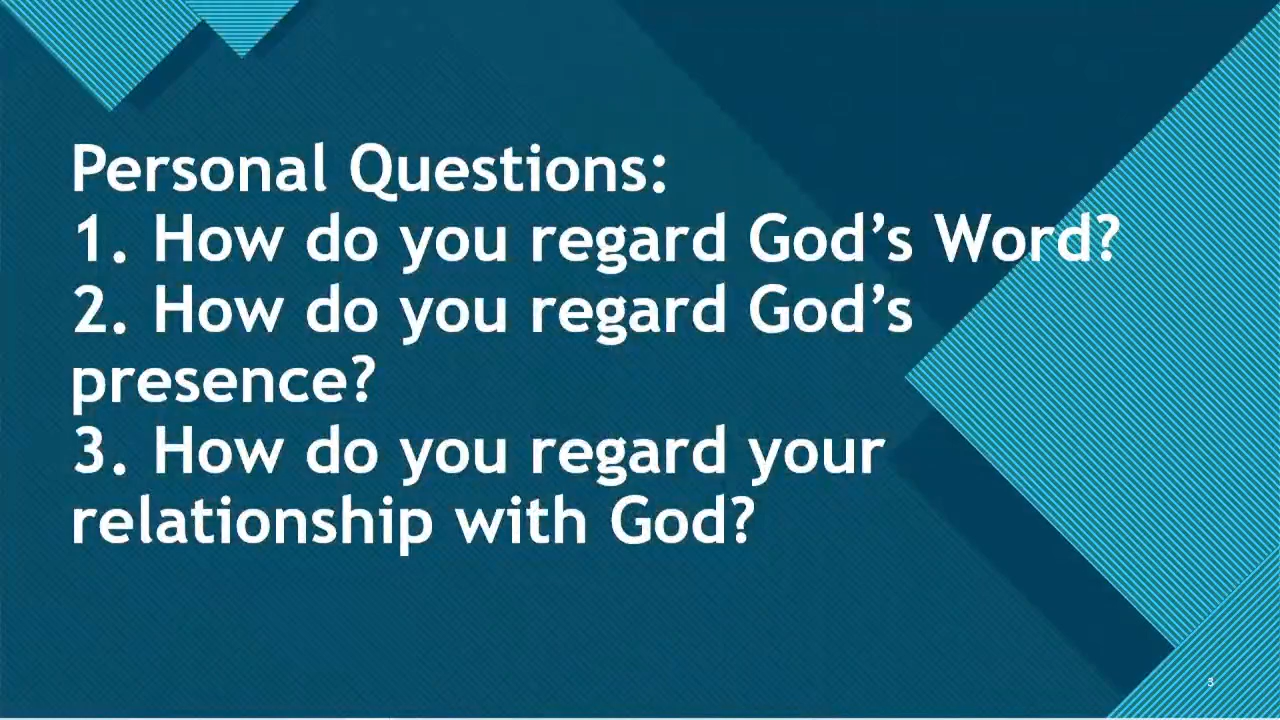 Personal Questions:
1. How do you regard God’s Word?
2. How do you regard God’s
presence?
3. How do you regard your
relationship with God?
3